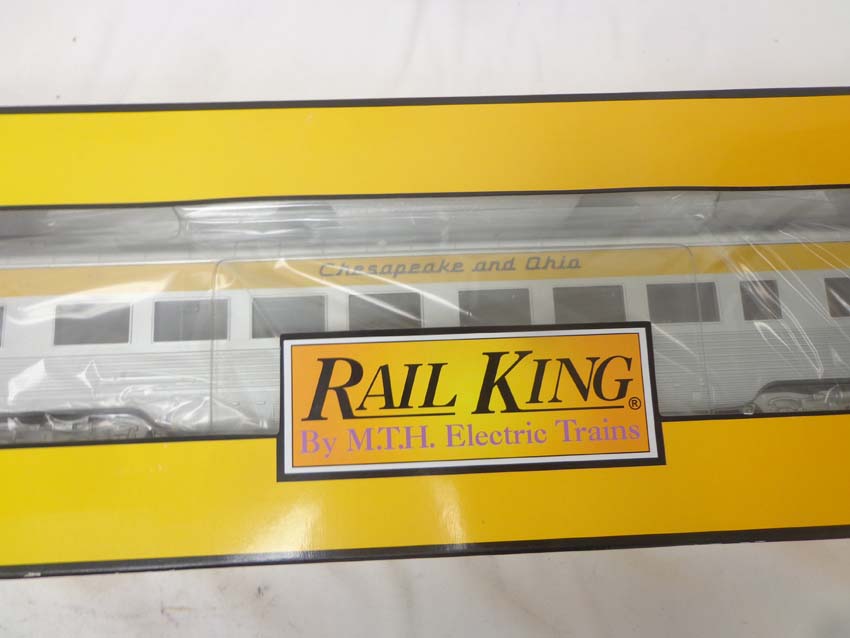 Chesapeake and Ohio
RAIL KING®
By M.T.H. Electric Trains